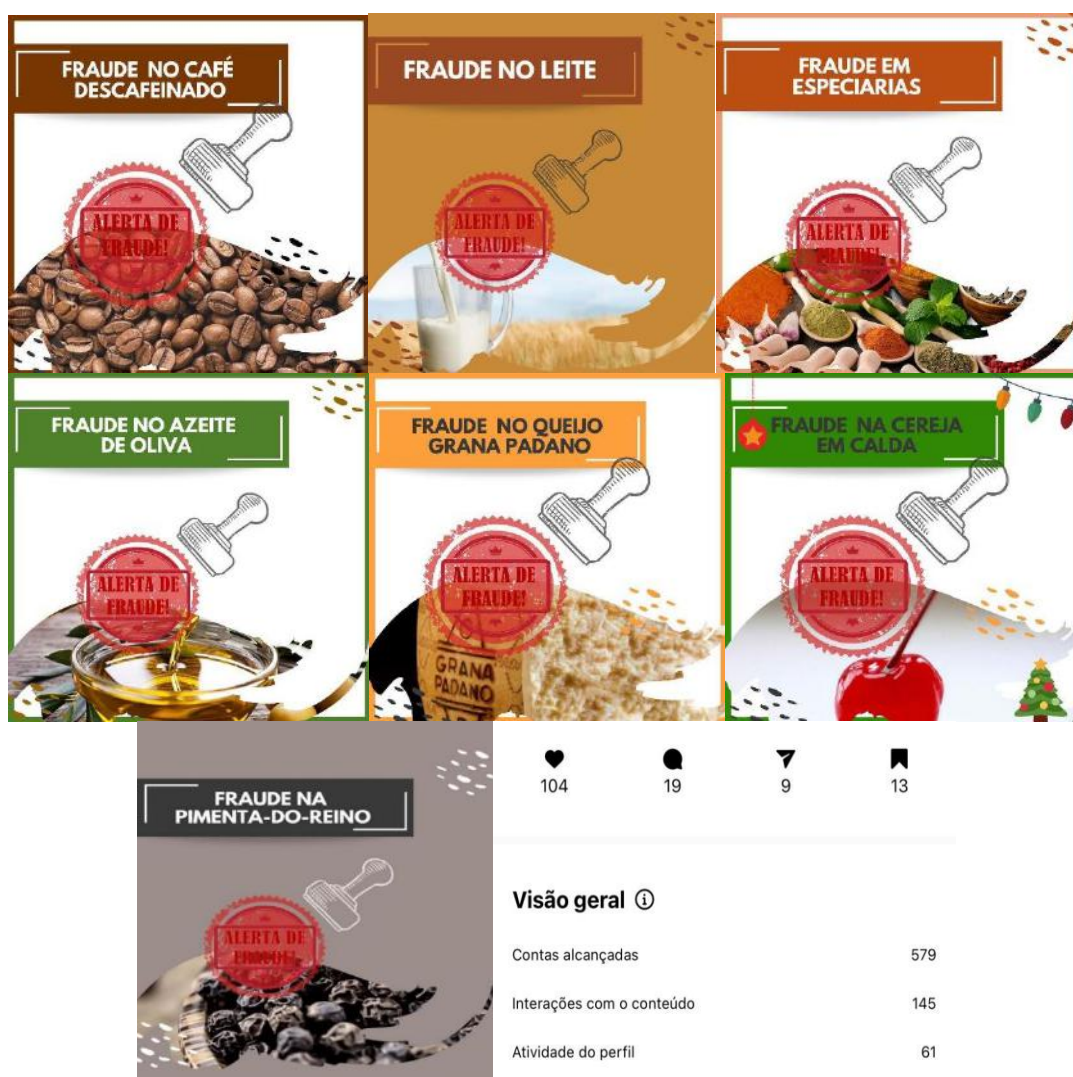 FRAUDE NO CAFÉ
DESCAFEINADO
ALERTA DE
FRAUDE!
FRAUDE NO LEITE
ALERTA DE
FRAUDE!
FRAUDE EM
ESPECIARIAS
ALERTA DE
FRAUDE!
FRAUDE NO AZEITE
DE OLIVA
ALERTA DE
FRAUDE!
FRAUDE NO QUEIJO
GRANA PADANO
ALERTA DE
FRAUDE!
GRANA
PADANO
FRAUDE NA CEREJA
EM CALDA
ALERTA DE
FRAUDE!
FRAUDE NA
PIMENTA-DO-REINO
ALERTA DE
FRAUDE!
104 19 9 13
Visão geral
Contas alcançadas 579
Interações com o conteúdo 145
Atividade do perfil 61